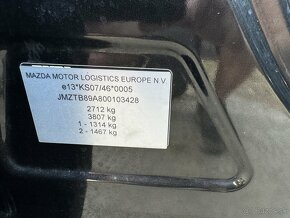 MAZDA MOTOR LOGISTICS EUROPE N.V.
e13*KS07/46*0005
JMZTB89A800103428
2712 kg
3807 kg
1 - 1314 kg
2 - 1467 kg